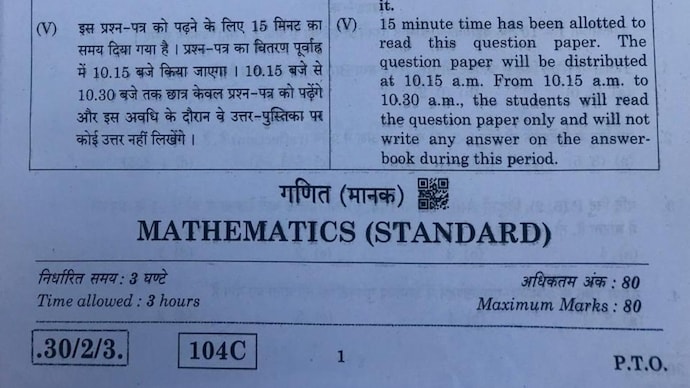 it.
(V) इस प्रश्न-पत्र को पढ़ने के लिए 15 मिनट का
समय दिया गया है । प्रश्न-पत्र का वितरण पूर्वाह्न
में 10.15 बजे किया जाएगा । 10.15 बजे से
10.30 बजे तक छात्र केवल प्रश्न-पत्र को पढ़ेंगे
और इस अवधि के दौरान वे उत्तर-पुस्तिका पर
कोई उत्तर नहीं लिखेंगे ।
(V) 15 minute time has been allotted to
read this question paper. The
question paper will be distributed
at 10.15 a.m. From 10.15 a.m. to
10.30 a.m., the students will read
the question paper only and will not
write any answer on the answer-
book during this period.
गणित (मानक)
MATHEMATICS (STANDARD)
निर्धारित समय : 3 घण्टे
अधिकतम अंक : 80
Time allowed : 3 hours
Maximum Marks : 80
.30/2/3.
104C
1
P.T.O.